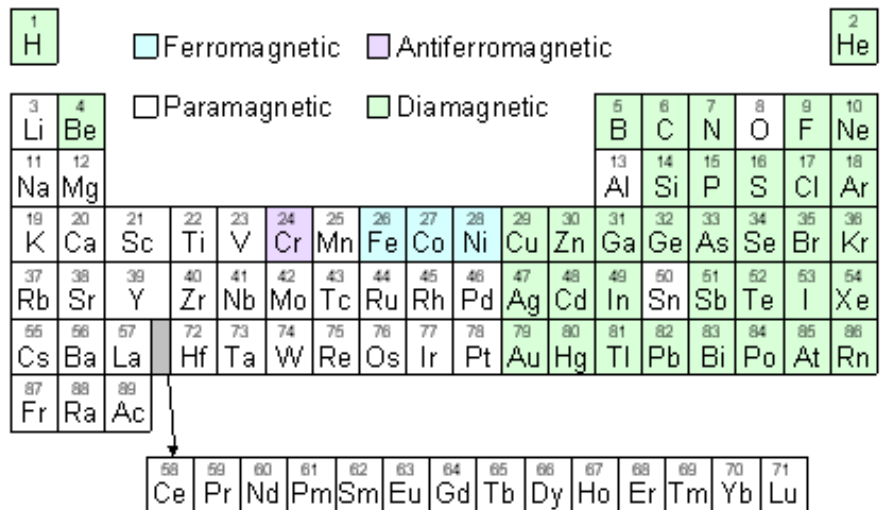 1 2
H Ferromagnetic Antiferromagnetic He
3 4 Paramagnetic Diamagnetic 5 6 7 8 9 10
Li Be B C N O F Ne
11 12 13 14 15 16 17 18
Na Mg Al Si P S Cl Ar
19 20 21 22 23 24 25 26 27 28 29 30 31 32 33 34 35 36
K Ca Sc Ti V Cr Mn Fe Co Ni Cu Zn Ga Ge As Se Br Kr
37 38 39 40 41 42 43 44 45 46 47 48 49 50 51 52 53 54
Rb Sr Y Zr Nb Mo Tc Ru Rh Pd Ag Cd In Sn Sb Te I Xe
55 56 57 72 73 74 75 76 77 78 79 80 81 82 83 84 85 86
Cs Ba La Hf Ta W Re Os Ir Pt Au Hg Tl Pb Bi Po At Rn
87 88 89
Fr Ra Ac
58 59 60 61 62 63 64 65 66 67 68 69 70 71
Ce Pr Nd Pm Sm Eu Gd Tb Dy Ho Er Tm Yb Lu